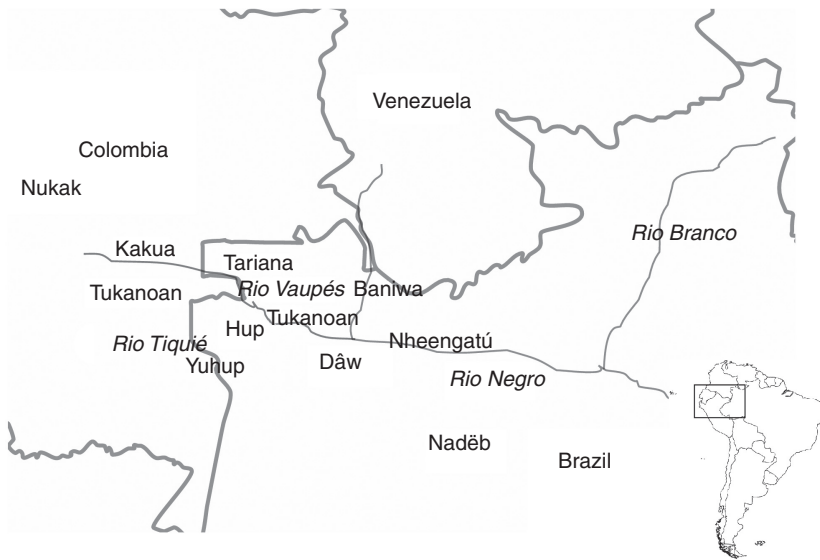 Venezuela
Colombia
Nukak
Rio Branco
Kakua
Tariana
Tukanoan
Rio Vaupés Baniwa
Tukanoan
Hup
Rio Tiquié
Nheengatú
Yuhup
Dâw
Rio Negro
Nadëb
Brazil